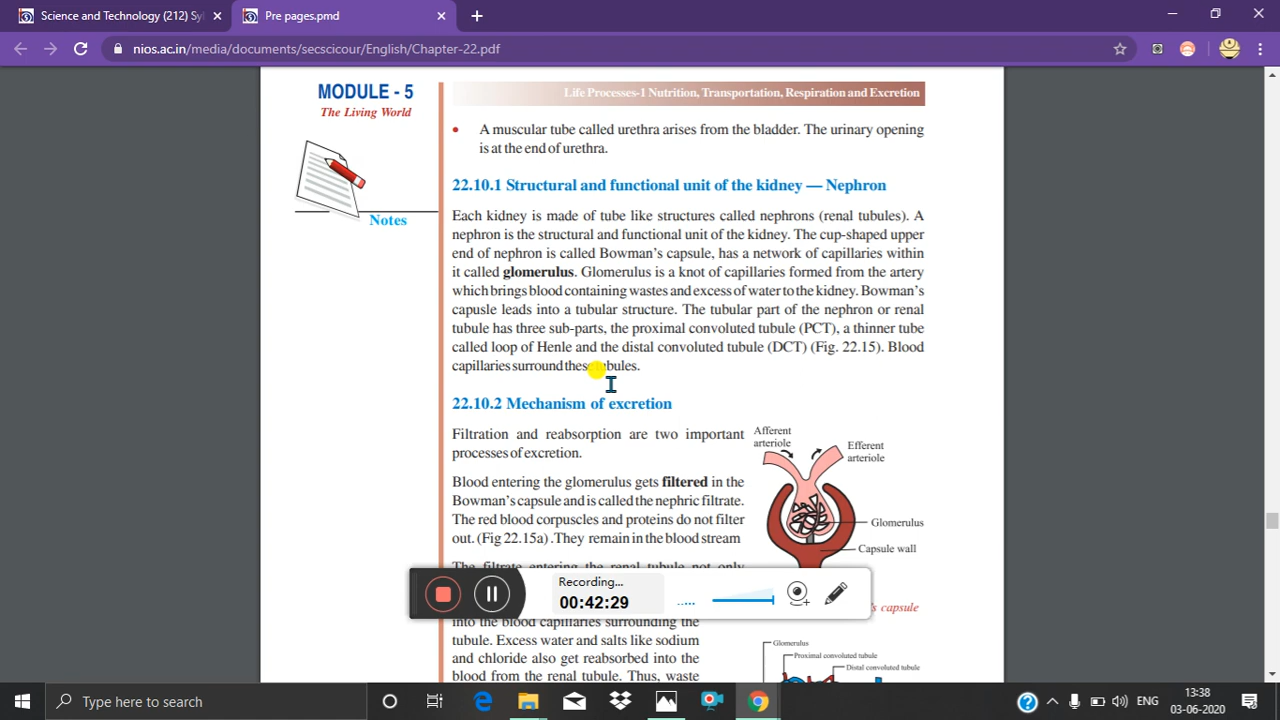 Science and Technology (212) Sy
Pre pages.pmd
nios.ac.in/media/documents/secscicour/English/Chapter-22.pdf
MODULE - 5
The Living World
Notes
Life Processes-1 Nutrition, Transportation, Respiration and Excretion
• A muscular tube called urethra arises from the bladder. The urinary opening
is at the end of urethra.
22.10.1 Structural and functional unit of the kidney — Nephron
Each kidney is made of tube like structures called nephrons (renal tubules). A
nephron is the structural and functional unit of the kidney. The cup-shaped upper
end of nephron is called Bowman's capsule, has a network of capillaries within
it called glomerulus. Glomerulus is a knot of capillaries formed from the artery
which brings blood containing wastes and excess of water to the kidney. Bowman's
capusle leads into a tubular structure. The tubular part of the nephron or renal
tubule has three sub-parts, the proximal convoluted tubule (PCT), a thinner tube
called loop of Henle and the distal convoluted tubule (DCT) (Fig. 22.15). Blood
capillaries surround these tubules.
22.10.2 Mechanism of excretion
Filtration and reabsorption are two important
processes of excretion.
Blood entering the glomerulus gets filtered in the
Bowman's capsule and is called the nephric filtrate.
The red blood corpuscles and proteins do not filter
out. (Fig 22.15a) .They remain in the blood stream
The filtrate entering the renal tubule not only
into the blood capillaries surrounding the
tubule. Excess water and salts like sodium
and chloride also get reabsorbed into the
blood from the renal tubule. Thus, waste
Afferent
arteriole
Efferent
arteriole
Glomerulus
Capsule wall
capsule
Glomerulus
Proximal convoluted tubule
Distal convoluted tubule
Recording...
00:42:29
Type here to search
ENG
13:38
03-06-2020